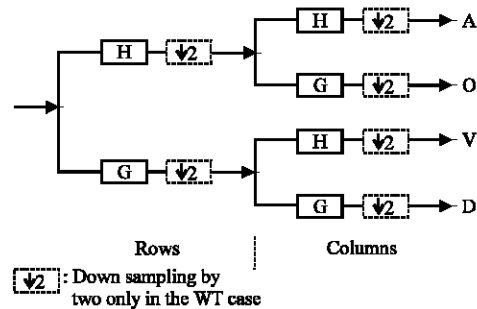 H ↓2 H ↓2 A
G ↓2 O
G ↓2 H ↓2 V
G ↓2 D
Rows Columns
↓2 : Down sampling by
two only in the WT case